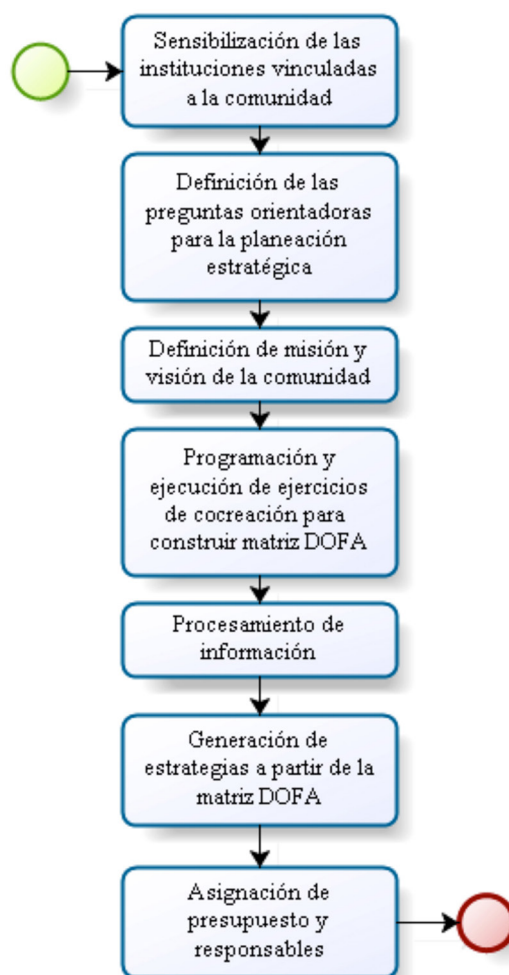 Sensibilización de las
instituciones vinculadas
a la comunidad
Definición de las
preguntas orientadoras
para la planeación
estratégica
Definición de misión y
visión de la comunidad
Programación y
ejecución de ejercicios
de cocreación para
construir matriz DOFA
Procesamiento de
información
Generación de
estrategias a partir de la
matriz DOFA
Asignación de
presupuesto y
responsables